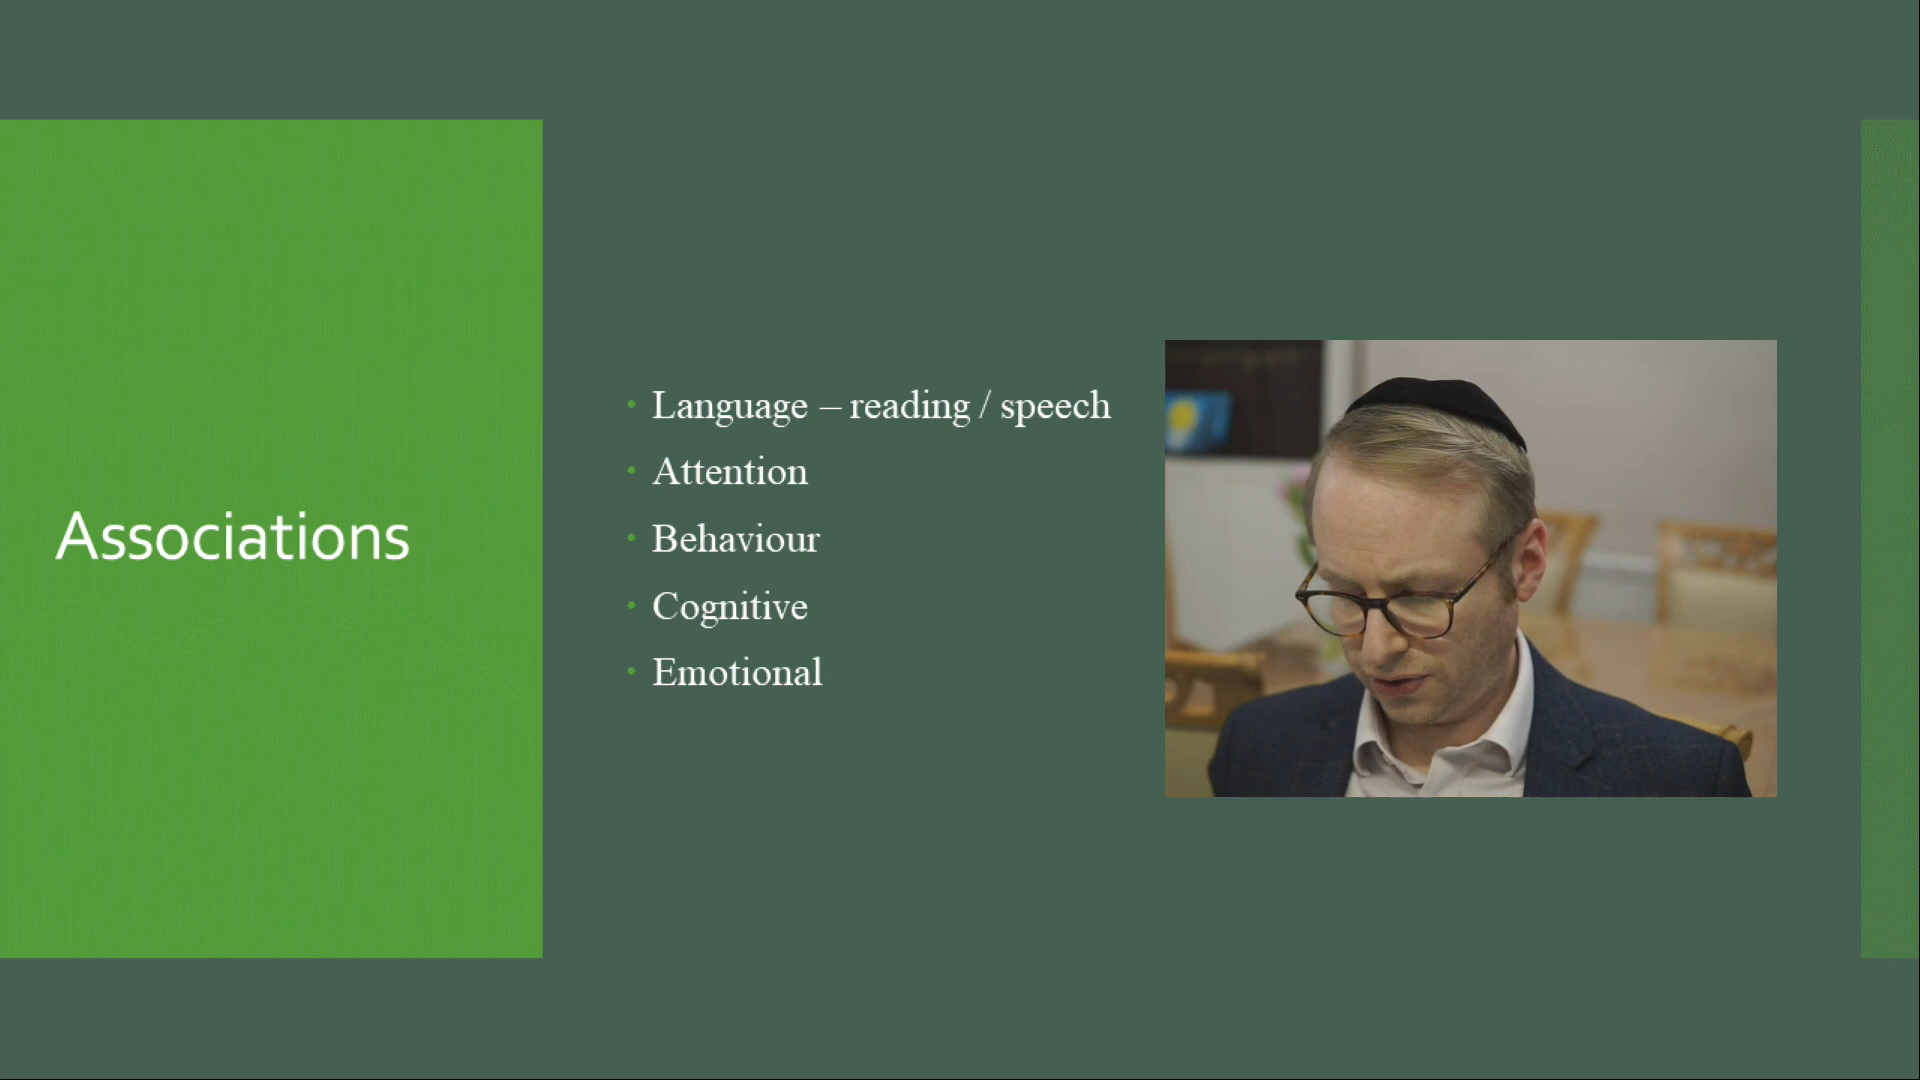 Associations
• Language – reading / speech
• Attention
• Behaviour
• Cognitive
• Emotional